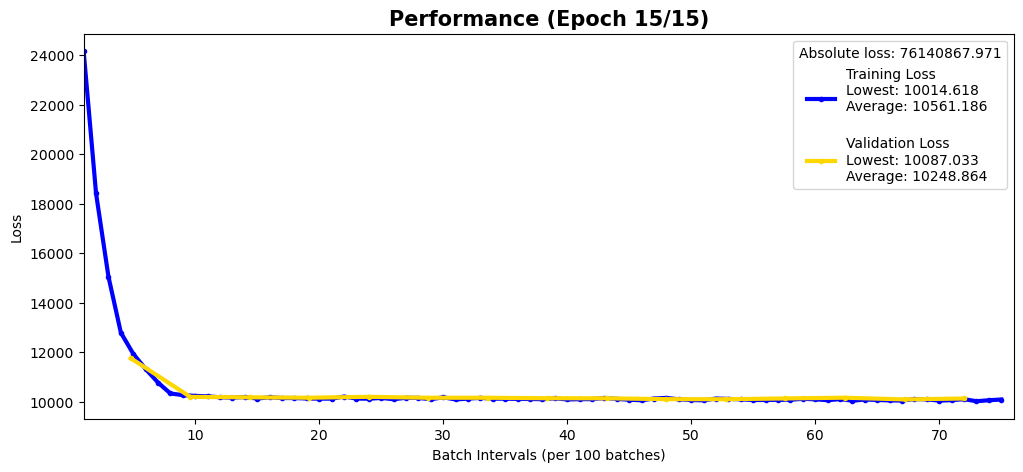 Performance (Epoch 15/15)
Absolute loss: 76140867.971
Training Loss
Lowest: 10014.618
Average: 10561.186
Validation Loss
Lowest: 10087.033
Average: 10248.864
Loss
24000
22000
20000
18000
16000
14000
12000
10000
10 20 30 40 50 60 70
Batch Intervals (per 100 batches)